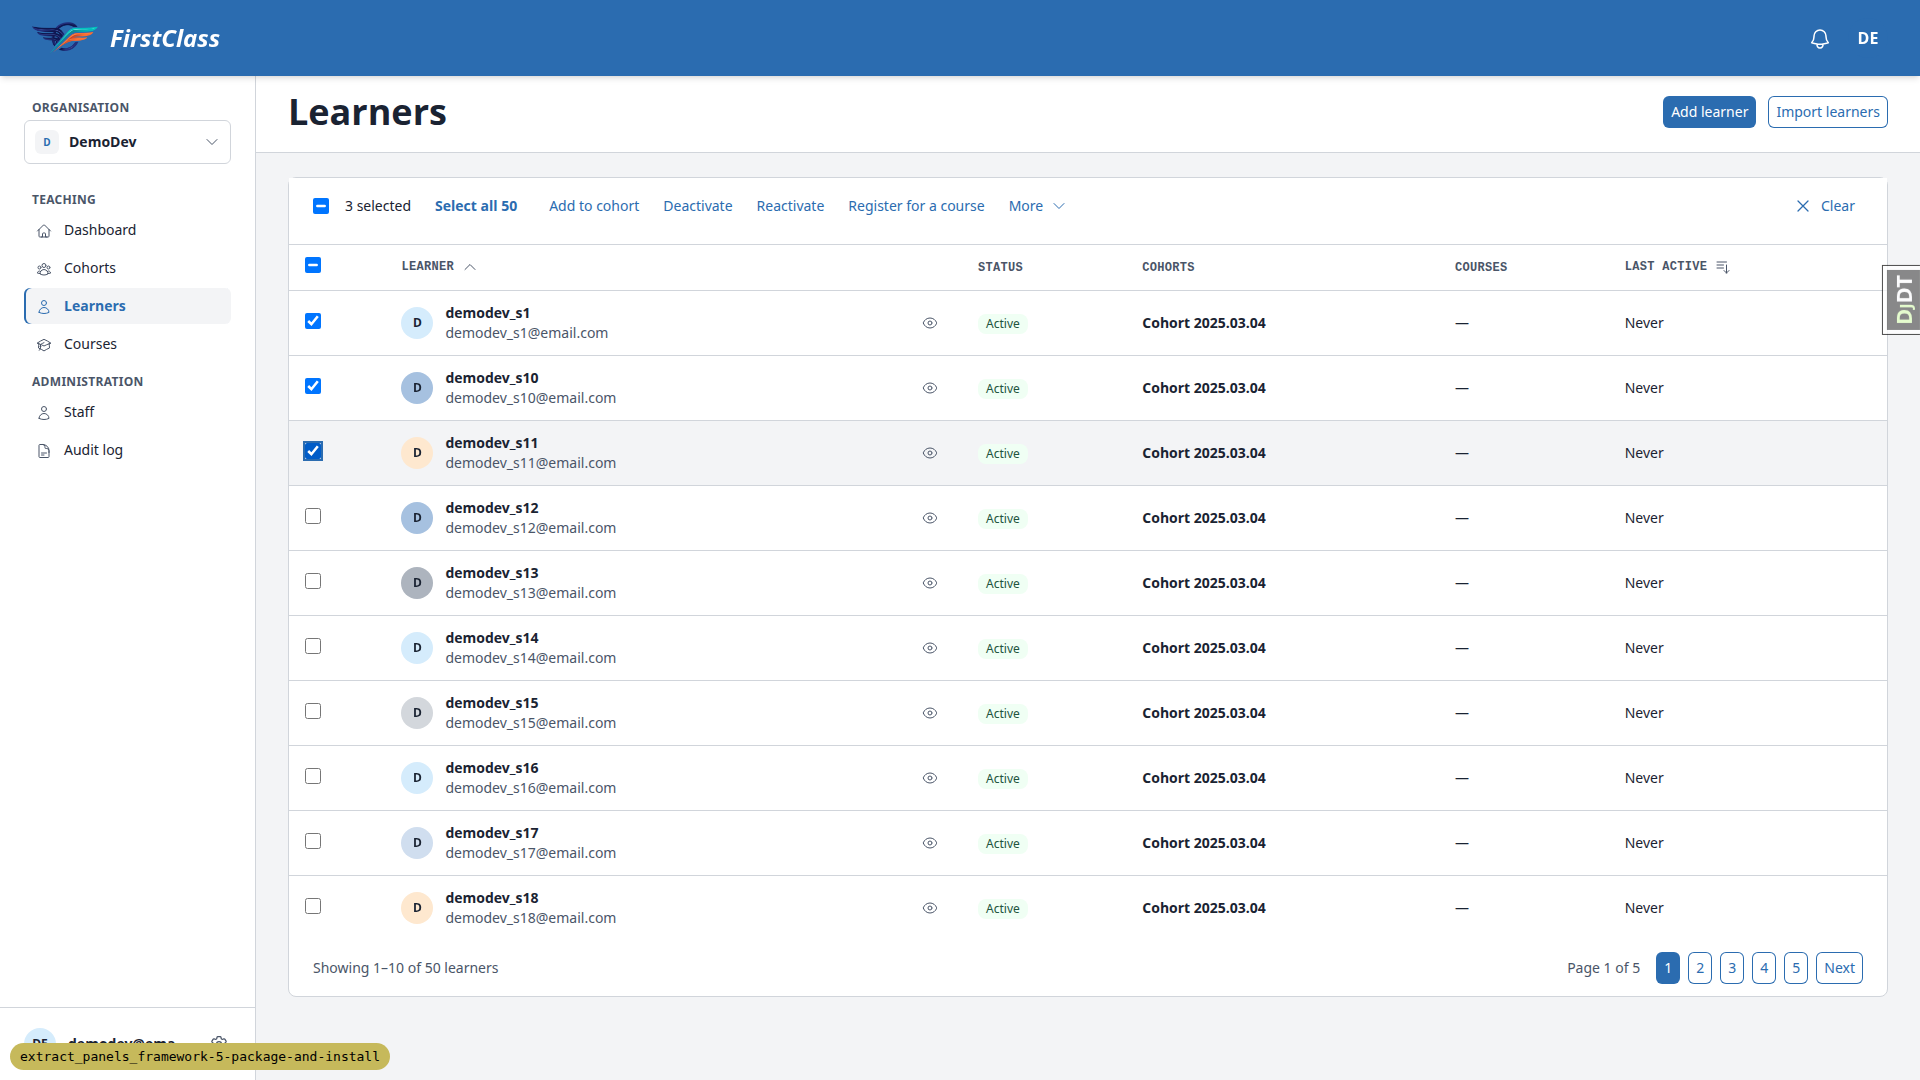 FirstClass
DE
ORGANISATION
D DemoDev
TEACHING
Dashboard
Cohorts
Learners
Courses
ADMINISTRATION
Staff
Audit log
Learners
Add learner Import learners
3 selected Select all 50 Add to cohort Deactivate Reactivate Register for a course More Clear
LEARNER STATUS COHORTS COURSES LAST ACTIVE
D demodev_s1 Active Cohort 2025.03.04 — Never
demodev_s1@email.com
D demodev_s10 Active Cohort 2025.03.04 — Never
demodev_s10@email.com
D demodev_s11 Active Cohort 2025.03.04 — Never
demodev_s11@email.com
D demodev_s12 Active Cohort 2025.03.04 — Never
demodev_s12@email.com
D demodev_s13 Active Cohort 2025.03.04 — Never
demodev_s13@email.com
D demodev_s14 Active Cohort 2025.03.04 — Never
demodev_s14@email.com
D demodev_s15 Active Cohort 2025.03.04 — Never
demodev_s15@email.com
D demodev_s16 Active Cohort 2025.03.04 — Never
demodev_s16@email.com
D demodev_s17 Active Cohort 2025.03.04 — Never
demodev_s17@email.com
D demodev_s18 Active Cohort 2025.03.04 — Never
demodev_s18@email.com
Showing 1–10 of 50 learners Page 1 of 5 1 2 3 4 5 Next
DjDT
extract_panels_framework-5-package-and-install